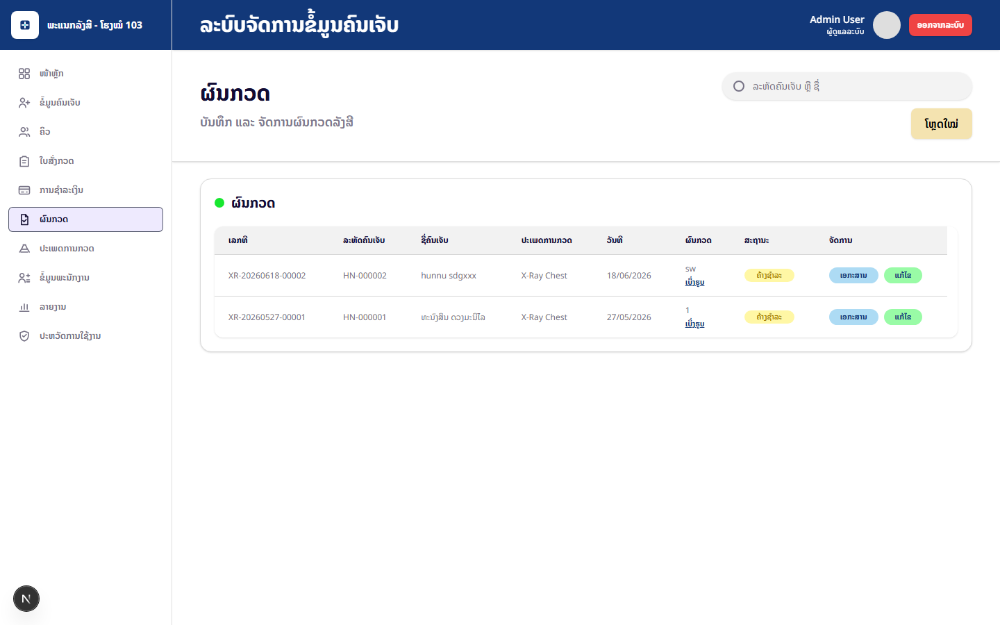 ພະແນກລັງສີ - ໂຮງໝໍ 103
ລະບົບຈັດການຂໍ້ມູນຄົນເຈັບ
Admin User
ຜູ້ດູແລລະບົບ
ອອກຈາກລະບົບ
ໜ້າຫຼັກ
ຂໍ້ມູນຄົນເຈັບ
ຄິວ
ໃບສັ່ງກວດ
ການຊຳລະເງິນ
ຜົນກວດ
ປະເພດການກວດ
ຂໍ້ມູນພະນັກງານ
ລາຍງານ
ປະຫວັດການໃຊ້ງານ
ຜົນກວດ
ບັນທຶກ ແລະ ຈັດການຜົນກວດລັງສີ
ລະຫັດຄົນເຈັບ ຫຼື ຊື່
ໂຫຼດໃໝ່
ຜົນກວດ
ເລກທີ ລະຫັດຄົນເຈັບ ຊື່ຄົນເຈັບ ປະເພດການກວດ ວັນທີ ຜົນກວດ ສະຖານະ ຈັດການ
XR-20260618-00002 HN-000002 hunnu sdgxxx X-Ray Chest 18/06/2026 sw ຄ້າງຊຳລະ ເອກະສານ ແກ້ໄຂ
ເບິ່ງຮູບ
XR-20260527-00001 HN-000001 ທະນົງສິນ ດວງມະນີໄລ X-Ray Chest 27/05/2026 1 ຄ້າງຊຳລະ ເອກະສານ ແກ້ໄຂ
ເບິ່ງຮູບ
N